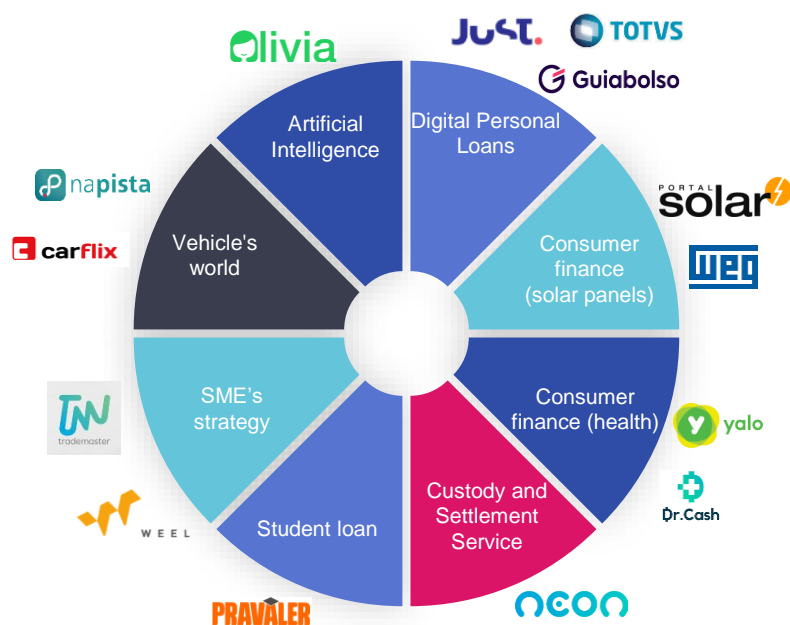 Olivia
JUST.
TOTVS
Guiabolso
Artificial
Intelligence
Digital Personal
Loans
napista
carflix
Vehicle's
world
PORTAL
solar
Consumer
finance
(solar panels)
weg
SME's
strategy
Consumer
finance (health)
TM
trademaster
y yalo
Dr.Cash
WEEL
Student loan
Custody and
Settlement
Service
PRAVALER
neon